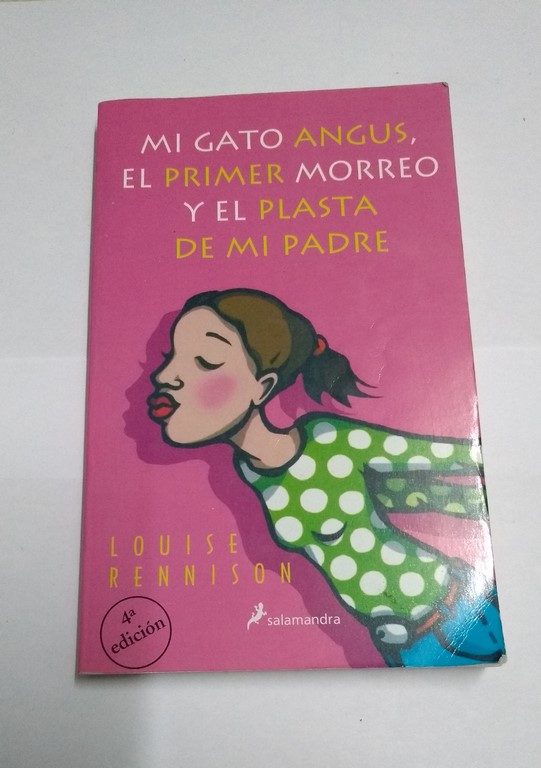 MI GATO ANGUS,
EL PRIMER MORREO
Y EL PLASTA
DE MI PADRE
LOUISE
RENNISON
4ª
edición
salamandra